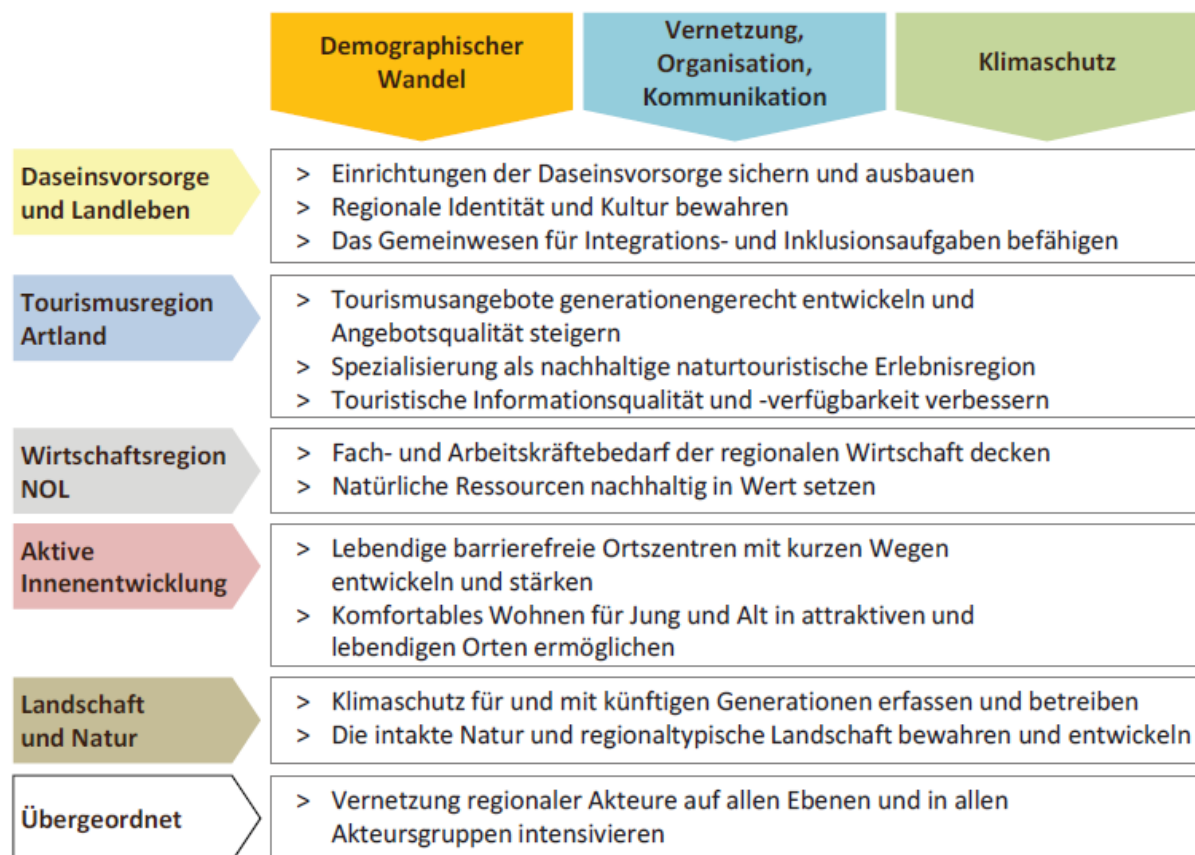 Demographischer
Wandel
Vernetzung,
Organisation,
Kommunikation
Klimaschutz
Daseinsvorsorge
und Landleben
> Einrichtungen der Daseinsvorsorge sichern und ausbauen
> Regionale Identität und Kultur bewahren
> Das Gemeinwesen für Integrations- und Inklusionsaufgaben befähigen
Tourismusregion
Artland
> Tourismusangebote generationengerecht entwickeln und
Angebotsqualität steigern
> Spezialisierung als nachhaltige naturtouristische Erlebnisregion
> Touristische Informationsqualität und -verfügbarkeit verbessern
Wirtschaftsregion
NOL
> Fach- und Arbeitskräftebedarf der regionalen Wirtschaft decken
> Natürliche Ressourcen nachhaltig in Wert setzen
Aktive
Innenentwicklung
> Lebendige barrierefreie Ortszentren mit kurzen Wegen
entwickeln und stärken
> Komfortables Wohnen für Jung und Alt in attraktiven und
lebendigen Orten ermöglichen
Landschaft
und Natur
> Klimaschutz für und mit künftigen Generationen erfassen und betreiben
> Die intakte Natur und regionaltypische Landschaft bewahren und entwickeln
Übergeordnet
> Vernetzung regionaler Akteure auf allen Ebenen und in allen
Akteursgruppen intensivieren